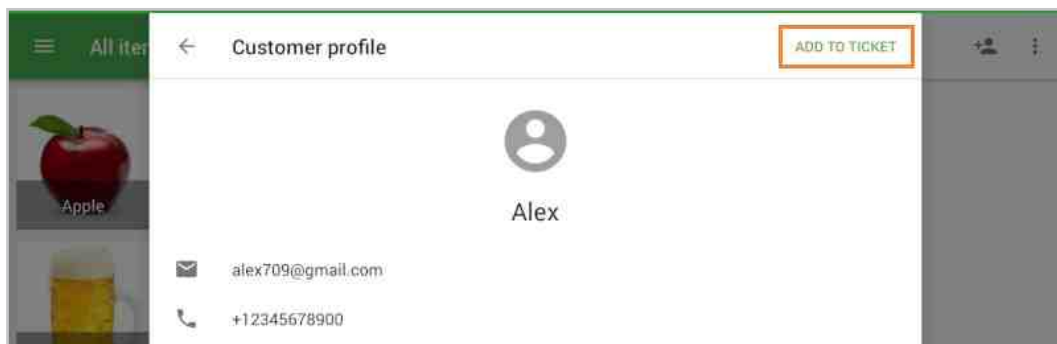 All iter
Customer profile
ADD TO TICKET
Apple
Alex
alex709@gmail.com
+12345678900